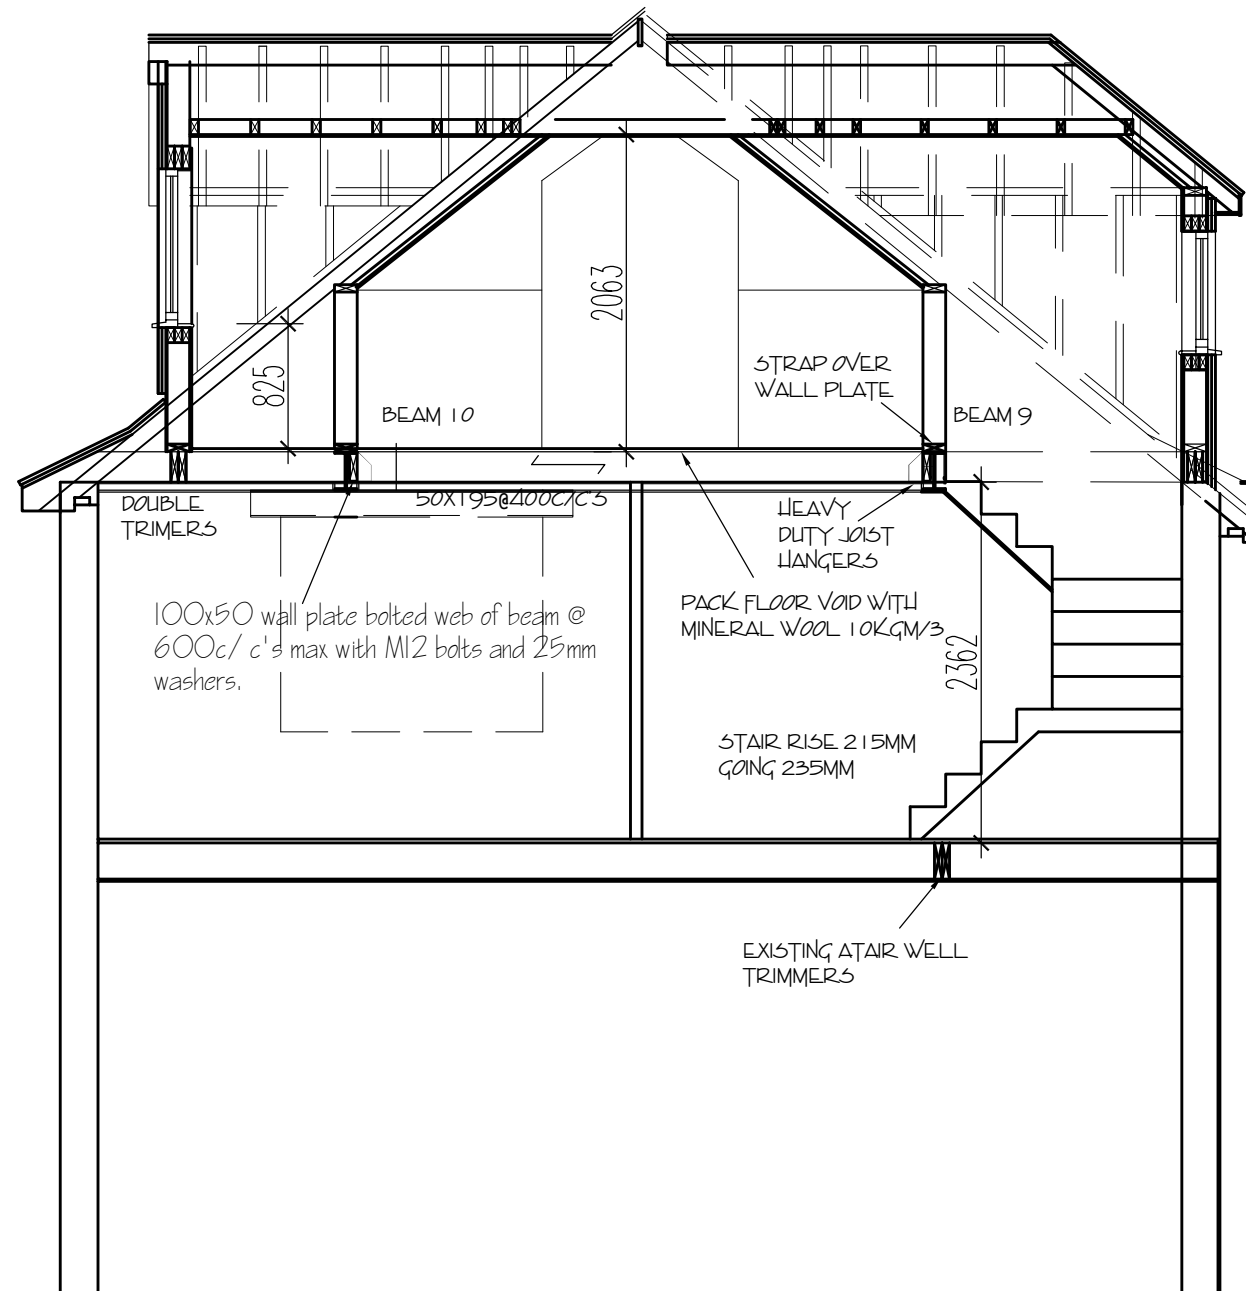 2063
825
STRAP OVER
WALL PLATE
BEAM 10
BEAM 9
DOUBLE
TRIMERS
50X195@400C/C'S
HEAVY
DUTY JOIST
HANGERS
100x50 wall plate bolted web of beam @
600c/ c's max with M12 bolts and 25mm
washers.
PACK FLOOR VOID WITH
MINERAL WOOL 10KGM/3
2362
STAIR RISE 215MM
GOING 235MM
EXISTING ATAIR WELL
TRIMMERS